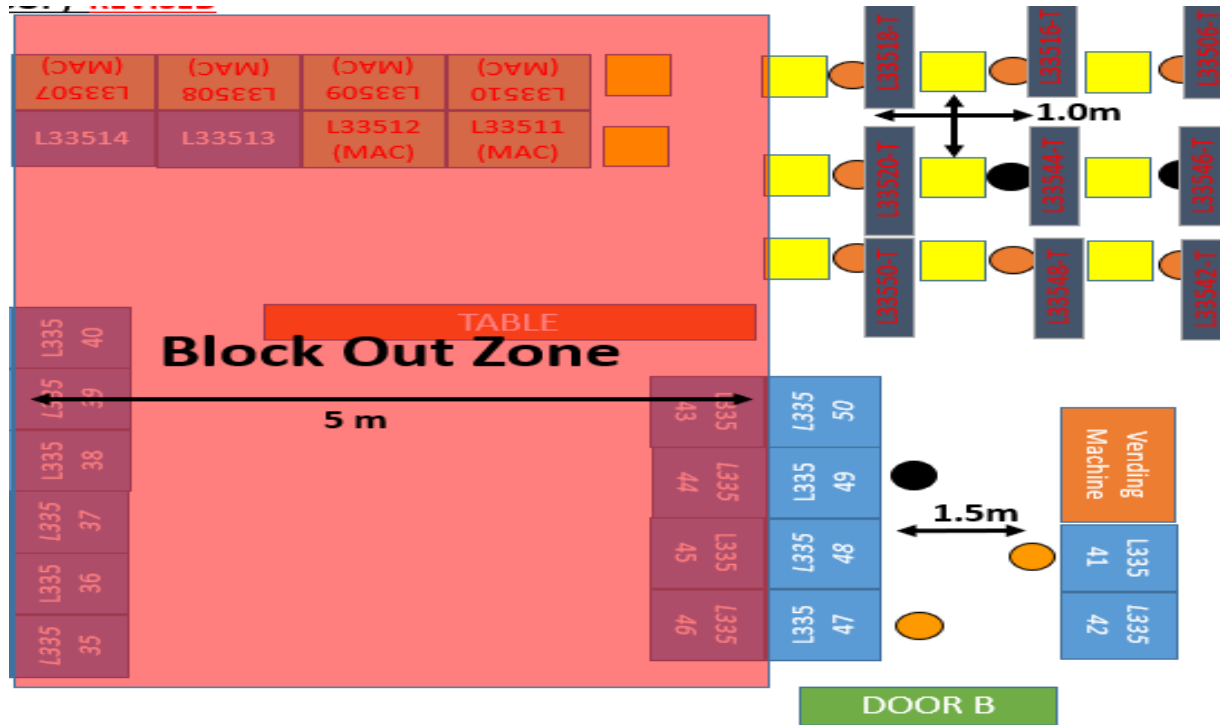 REVISED
L33507
(MAC)
L33508
(MAC)
L33509
(MAC)
L33510
(MAC)
L33514
L33513
L33512
(MAC)
L33511
(MAC)
L33518-T
L33516-T
L33506-T
1.0m
L33520-T
L33544-T
L33546-T
L33550-T
L33548-T
L33542-T
TABLE
Block Out Zone
5 m
L335
40
L335
39
L335
38
L335
37
L335
36
L335
35
L335
43
L335
44
L335
45
L335
46
L335
50
L335
49
L335
48
L335
47
1.5m
Vending
Machine
L335
41
L335
42
DOOR B